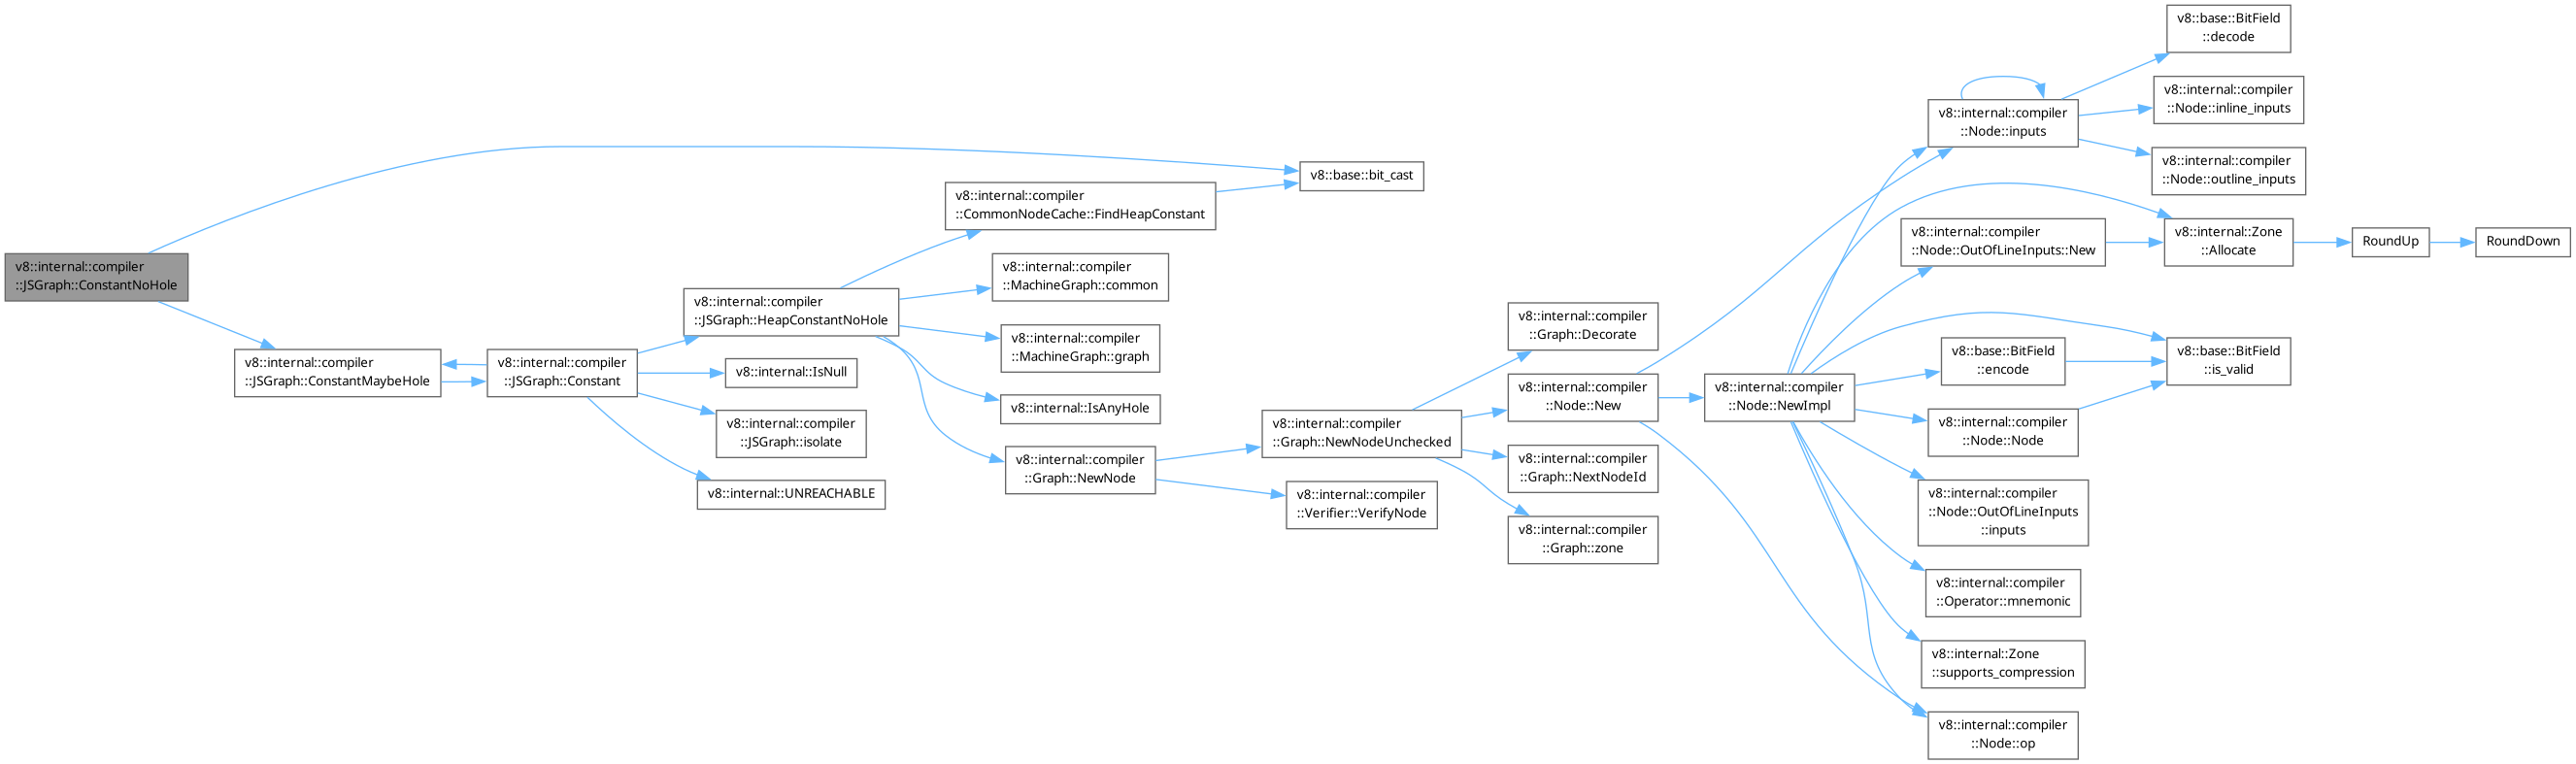 v8::internal::compiler
::JSGraph::ConstantNoHole
v8::internal::compiler
::JSGraph::ConstantMaybeHole
v8::internal::compiler
::JSGraph::Constant
v8::internal::compiler
::JSGraph::HeapConstantNoHole
v8::internal::IsNull
v8::internal::compiler
::JSGraph::isolate
v8::internal::UNREACHABLE
v8::internal::compiler
::CommonNodeCache::FindHeapConstant
v8::internal::compiler
::MachineGraph::common
v8::internal::compiler
::MachineGraph::graph
v8::internal::IsAnyHole
v8::internal::compiler
::Graph::NewNode
v8::base::bit_cast
v8::internal::compiler
::Graph::NewNodeUnchecked
v8::internal::compiler
::Verifier::VerifyNode
v8::internal::compiler
::Graph::Decorate
v8::internal::compiler
::Node::New
v8::internal::compiler
::Graph::NextNodeId
v8::internal::compiler
::Graph::zone
v8::internal::compiler
::Node::NewImpl
v8::internal::compiler
::Node::inputs
v8::internal::compiler
::Node::OutOfLineInputs::New
v8::base::BitField
::encode
v8::internal::compiler
::Node::Node
v8::internal::compiler
::Node::OutOfLineInputs
::inputs
v8::internal::compiler
::Operator::mnemonic
v8::internal::Zone
::supports_compression
v8::internal::compiler
::Node::op
v8::base::BitField
::decode
v8::internal::compiler
::Node::inline_inputs
v8::internal::compiler
::Node::outline_inputs
v8::internal::Zone
::Allocate
v8::base::BitField
::is_valid
RoundUp
RoundDown